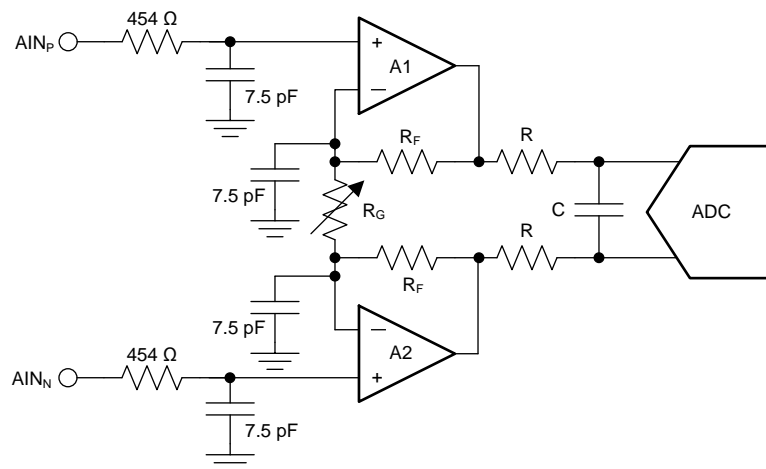 454 Ω
AINP
+
A1
7.5 pF
−
RF
R
7.5 pF
RG
C
ADC
R
RF
7.5 pF
−
A2
454 Ω
AINN
+
7.5 pF